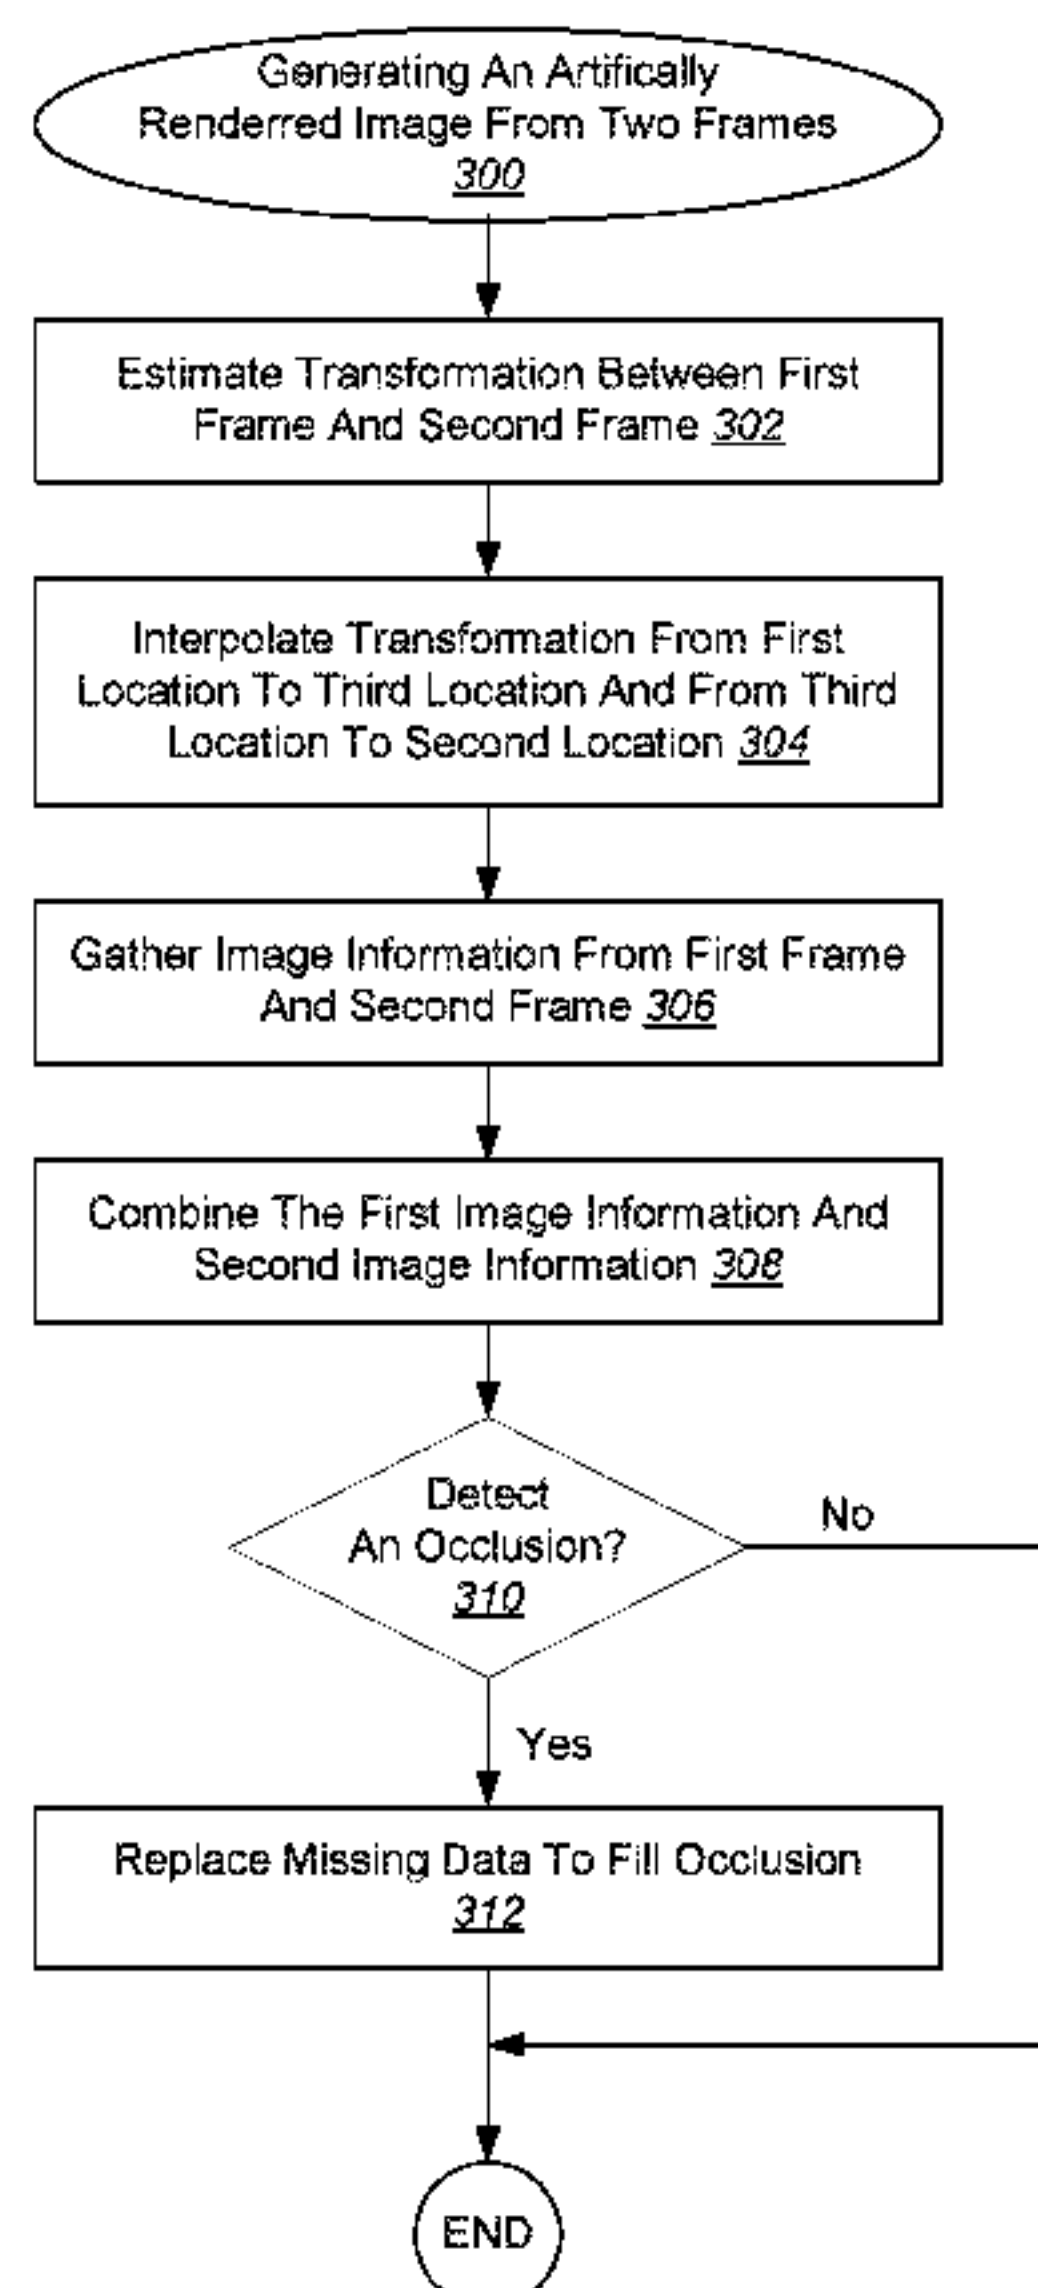 Generating An Artifically
Renderred Image From Two Frames
300
Estimate Transformation Between First
Frame And Second Frame 302
Interpolate Transformation From First
Location To Third Location And From Third
Location To Second Location 304
Gather Image Information From First Frame
And Second Frame 306
Combine The First Image Information And
Second Image Information 308
Detect
An Occlusion?
310
No
Yes
Replace Missing Data To Fill Occlusion
312
END